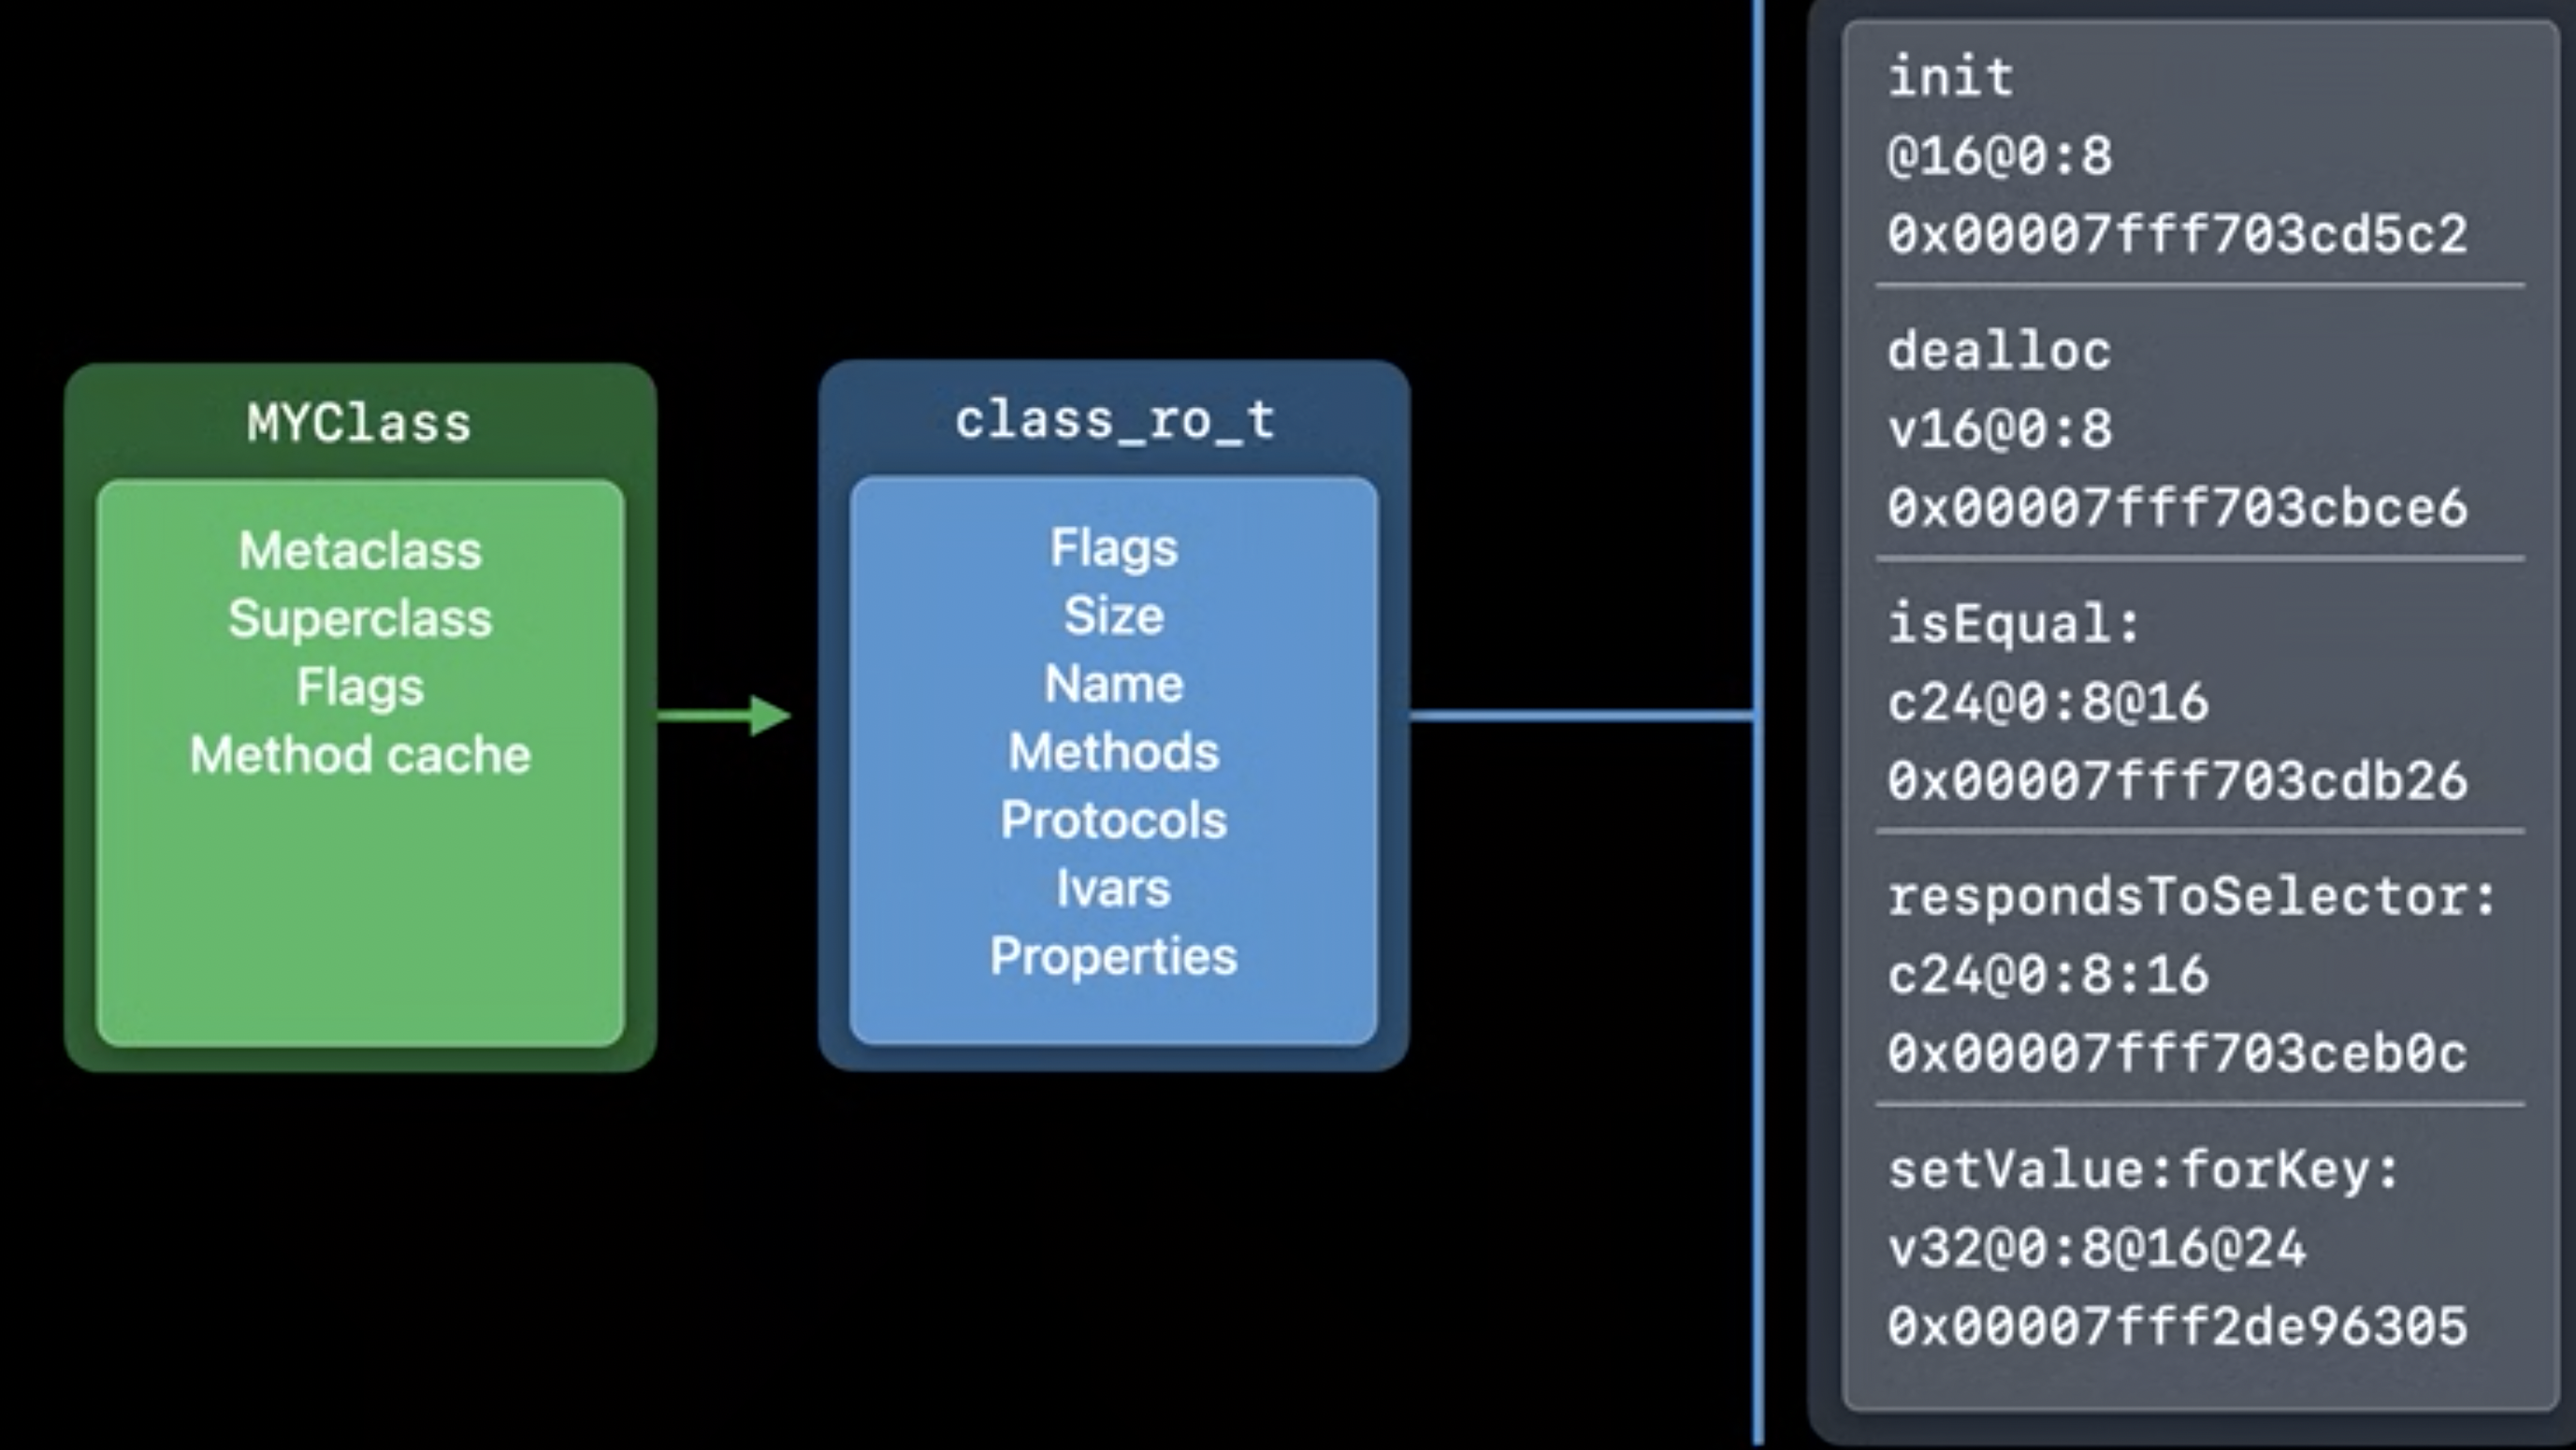 MYClass
Metaclass
Superclass
Flags
Method cache
class_ro_t
Flags
Size
Name
Methods
Protocols
Ivars
Properties
init
@16@0:8
0x00007fff703cd5c2
dealloc
v16@0:8
0x00007fff703cbce6
isEqual:
c24@0:8@16
0x00007fff703cdb26
respondsToSelector:
c24@0:8:16
0x00007fff703ceb0c
setValue:forKey:
v32@0:8@16@24
0x00007fff2de96305